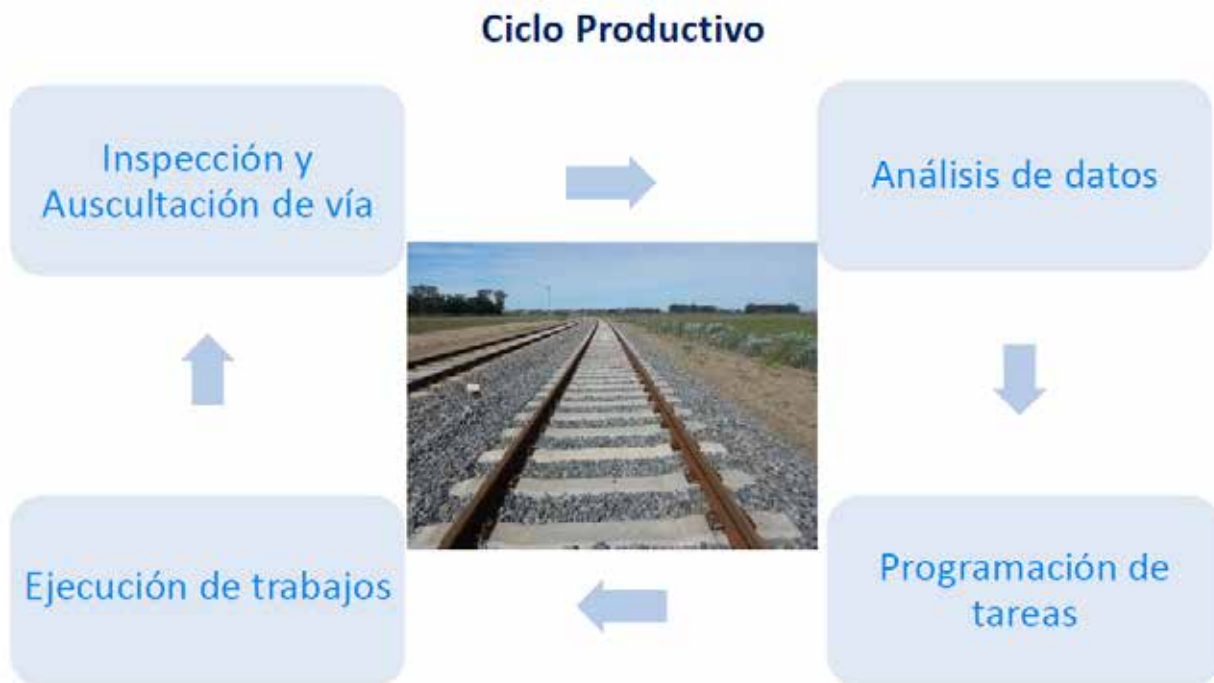 Ciclo Productivo
Inspección y
Auscultación de vía
Análisis de datos
Ejecución de trabajos
Programación de
tareas